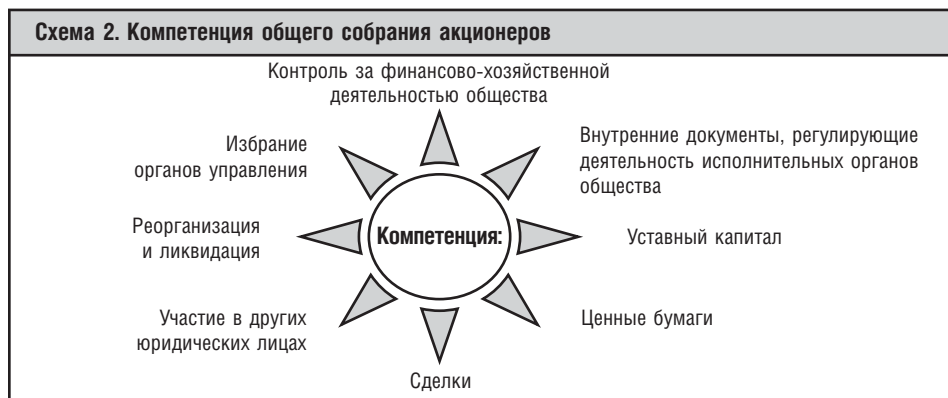 Схема 2. Компетенция общего собрания акционеров
Контроль за финансово-хозяйственной
деятельностью общества
Избрание
органов управления
Внутренние документы, регулирующие
деятельность исполнительных органов
общества
Реорганизация
и ликвидация
Компетенция:
Уставный капитал
Участие в других
юридических лицах
Ценные бумаги
Сделки